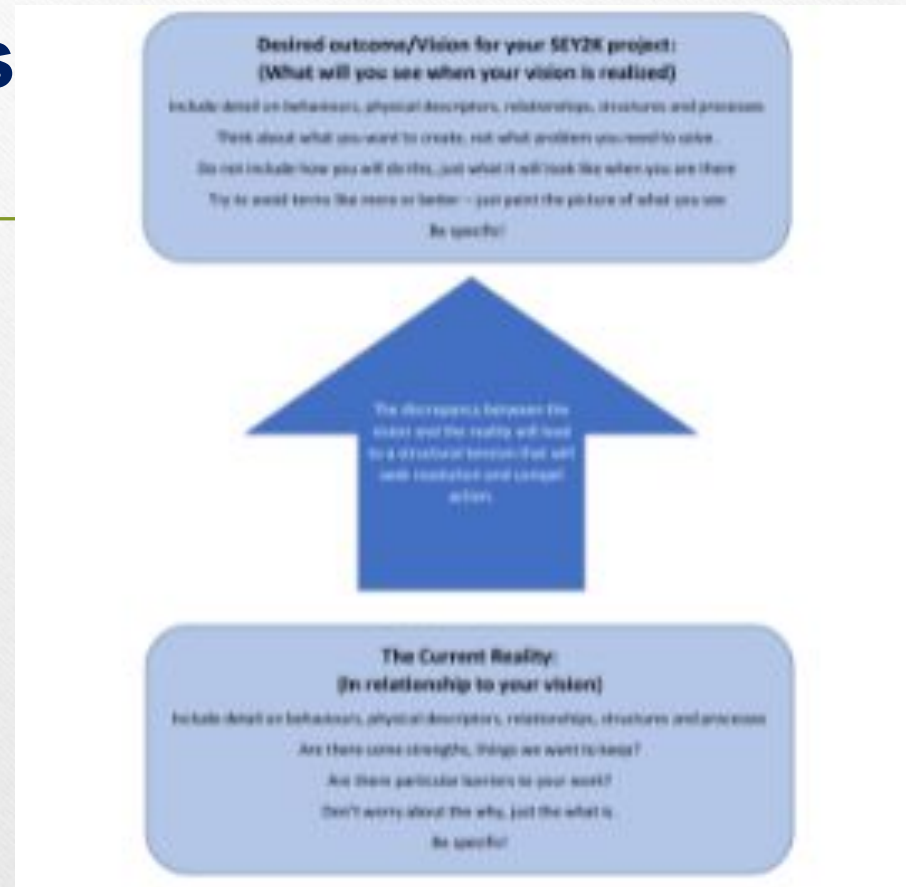 s
Desired outcome/Vision for your SEY2K project:
(What will you see when your vision is realized)
Include detail on behaviours, physical descriptors, relationships, structures and processes
Think about what you want to create, not what problem you need to solve.
Do not include how you will do this, just what it will look like when you are there
Try to avoid terms like more or better – just paint the picture of what you see
Be specific!
The discrepancy between the
vision and the reality will lead
to a structural tension that will
seek resolution and compel
action.
The Current Reality:
(In relationship to your vision)
Include detail on behaviours, physical descriptors, relationships, structures and processes
Are there some strengths, things we want to keep?
Are there particular barriers to your work?
Don't worry about the why, just the what is.
Be specific!